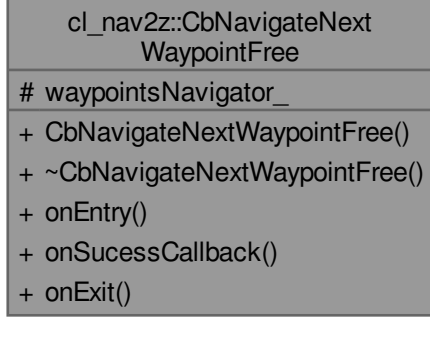 cl_nav2z::CbNavigateNext
WaypointFree
# waypointsNavigator_
+ CbNavigateNextWaypointFree()
+ ~CbNavigateNextWaypointFree()
+ onEntry()
+ onSucessCallback()
+ onExit()